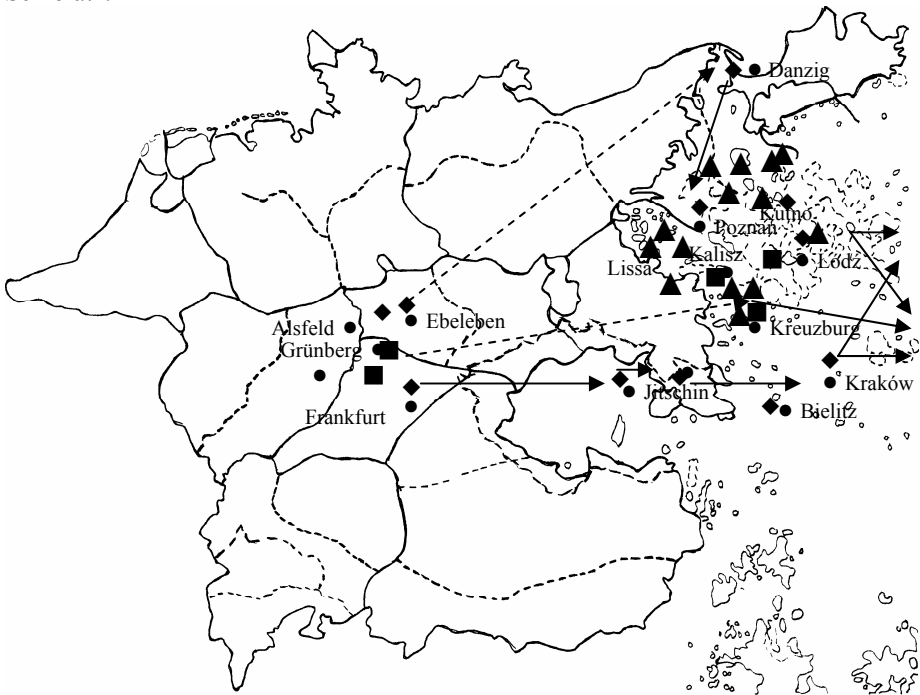 Danzig
Kutno
Poznań
Kalisz
Łódź
Lissa
Alsfeld
Ebeleben
Grünberg
Kreuzburg
Jitschin
Kraków
Frankfurt
Bielitz